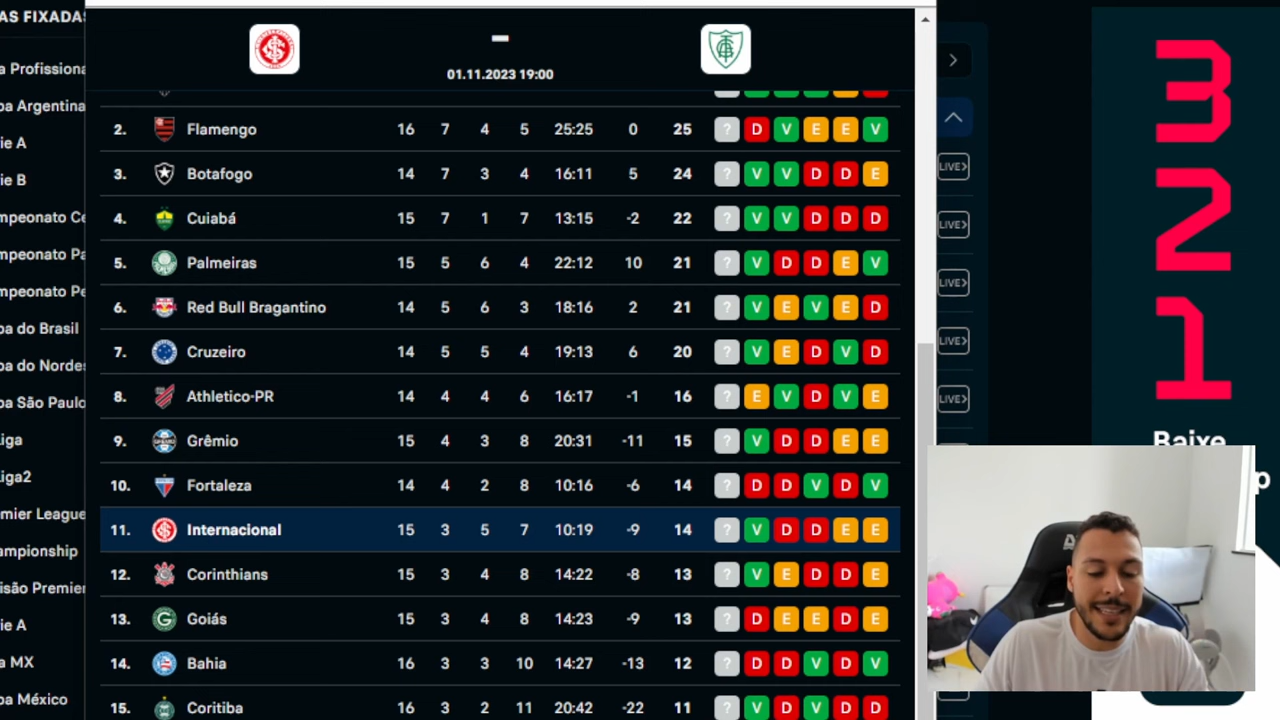 AS FIXADAS
01.11.2023 19:00
a Profissiona
pa Argentina
ie A
ie B
mpeonato Ce
mpeonato Pa
mpeonato Pe
pa do Brasil
pa do Nordes
pa São Paulo
Liga
Liga2
mier League
ampionship
isão Premier
e A
a MX
pa México
2. Flamengo 16 7 4 5 25:25 0 25 ? D V E E V
3. Botafogo 14 7 3 4 16:11 5 24 ? V V D D E
4. Cuiabá 15 7 1 7 13:15 -2 22 ? V V D D D
5. Palmeiras 15 5 6 4 22:12 10 21 ? V D D E V
6. Red Bull Bragantino 14 5 6 3 18:16 2 21 ? V E V E D
7. Cruzeiro 14 5 5 4 19:13 6 20 ? V E D V D
8. Athletico-PR 14 4 4 6 16:17 -1 16 ? E V D V E
9. Grêmio 15 4 3 8 20:31 -11 15 ? V D D E E
10. Fortaleza 14 4 2 8 10:16 -6 14 ? D D V D V
11. Internacional 15 3 5 7 10:19 -9 14 ? V D D E E
12. Corinthians 15 3 4 8 14:22 -8 13 ? V E D D E
13. Goiás 15 3 4 8 14:23 -9 13 ? D E E D E
14. Bahia 16 3 3 10 14:27 -13 12 ? D D V D V
15. Coritiba 16 3 2 11 20:42 -22 11 ? V D V D D
LIVE
LIVE
LIVE
LIVE
LIVE
3
2
1
Baixe
p